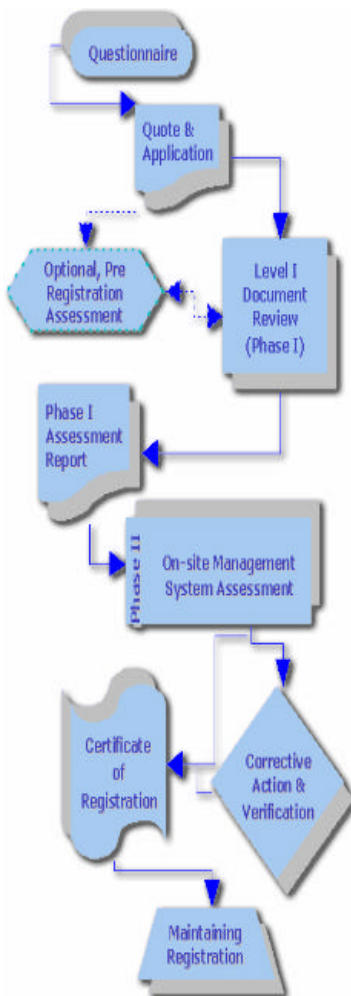 Questionnaire
Quote &
Application
Optional, Pre
Registration
Assessment
Level I
Document
Review
(Phase I)
Phase I
Assessment
Report
Phase II
On-site Management
System Assessment
Certificate
of
Registration
Corrective
Action &
Verification
Maintaining
Registration